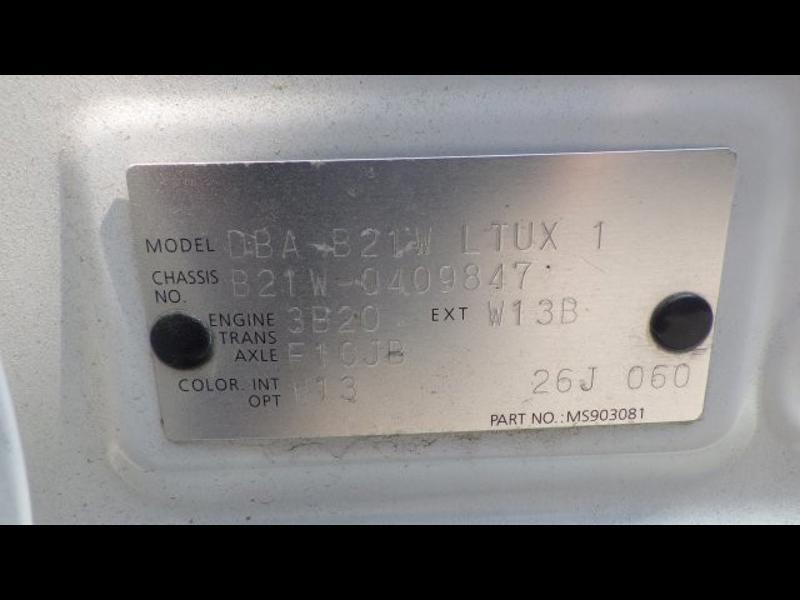 MODEL DBA-B21W LTUX 1
CHASSIS NO. B21W-0409847
ENGINE 3B20 EXT W13B
TRANS AXLE F1CJB
COLOR. INT OPT W13 26J 060
PART NO.: MS903081